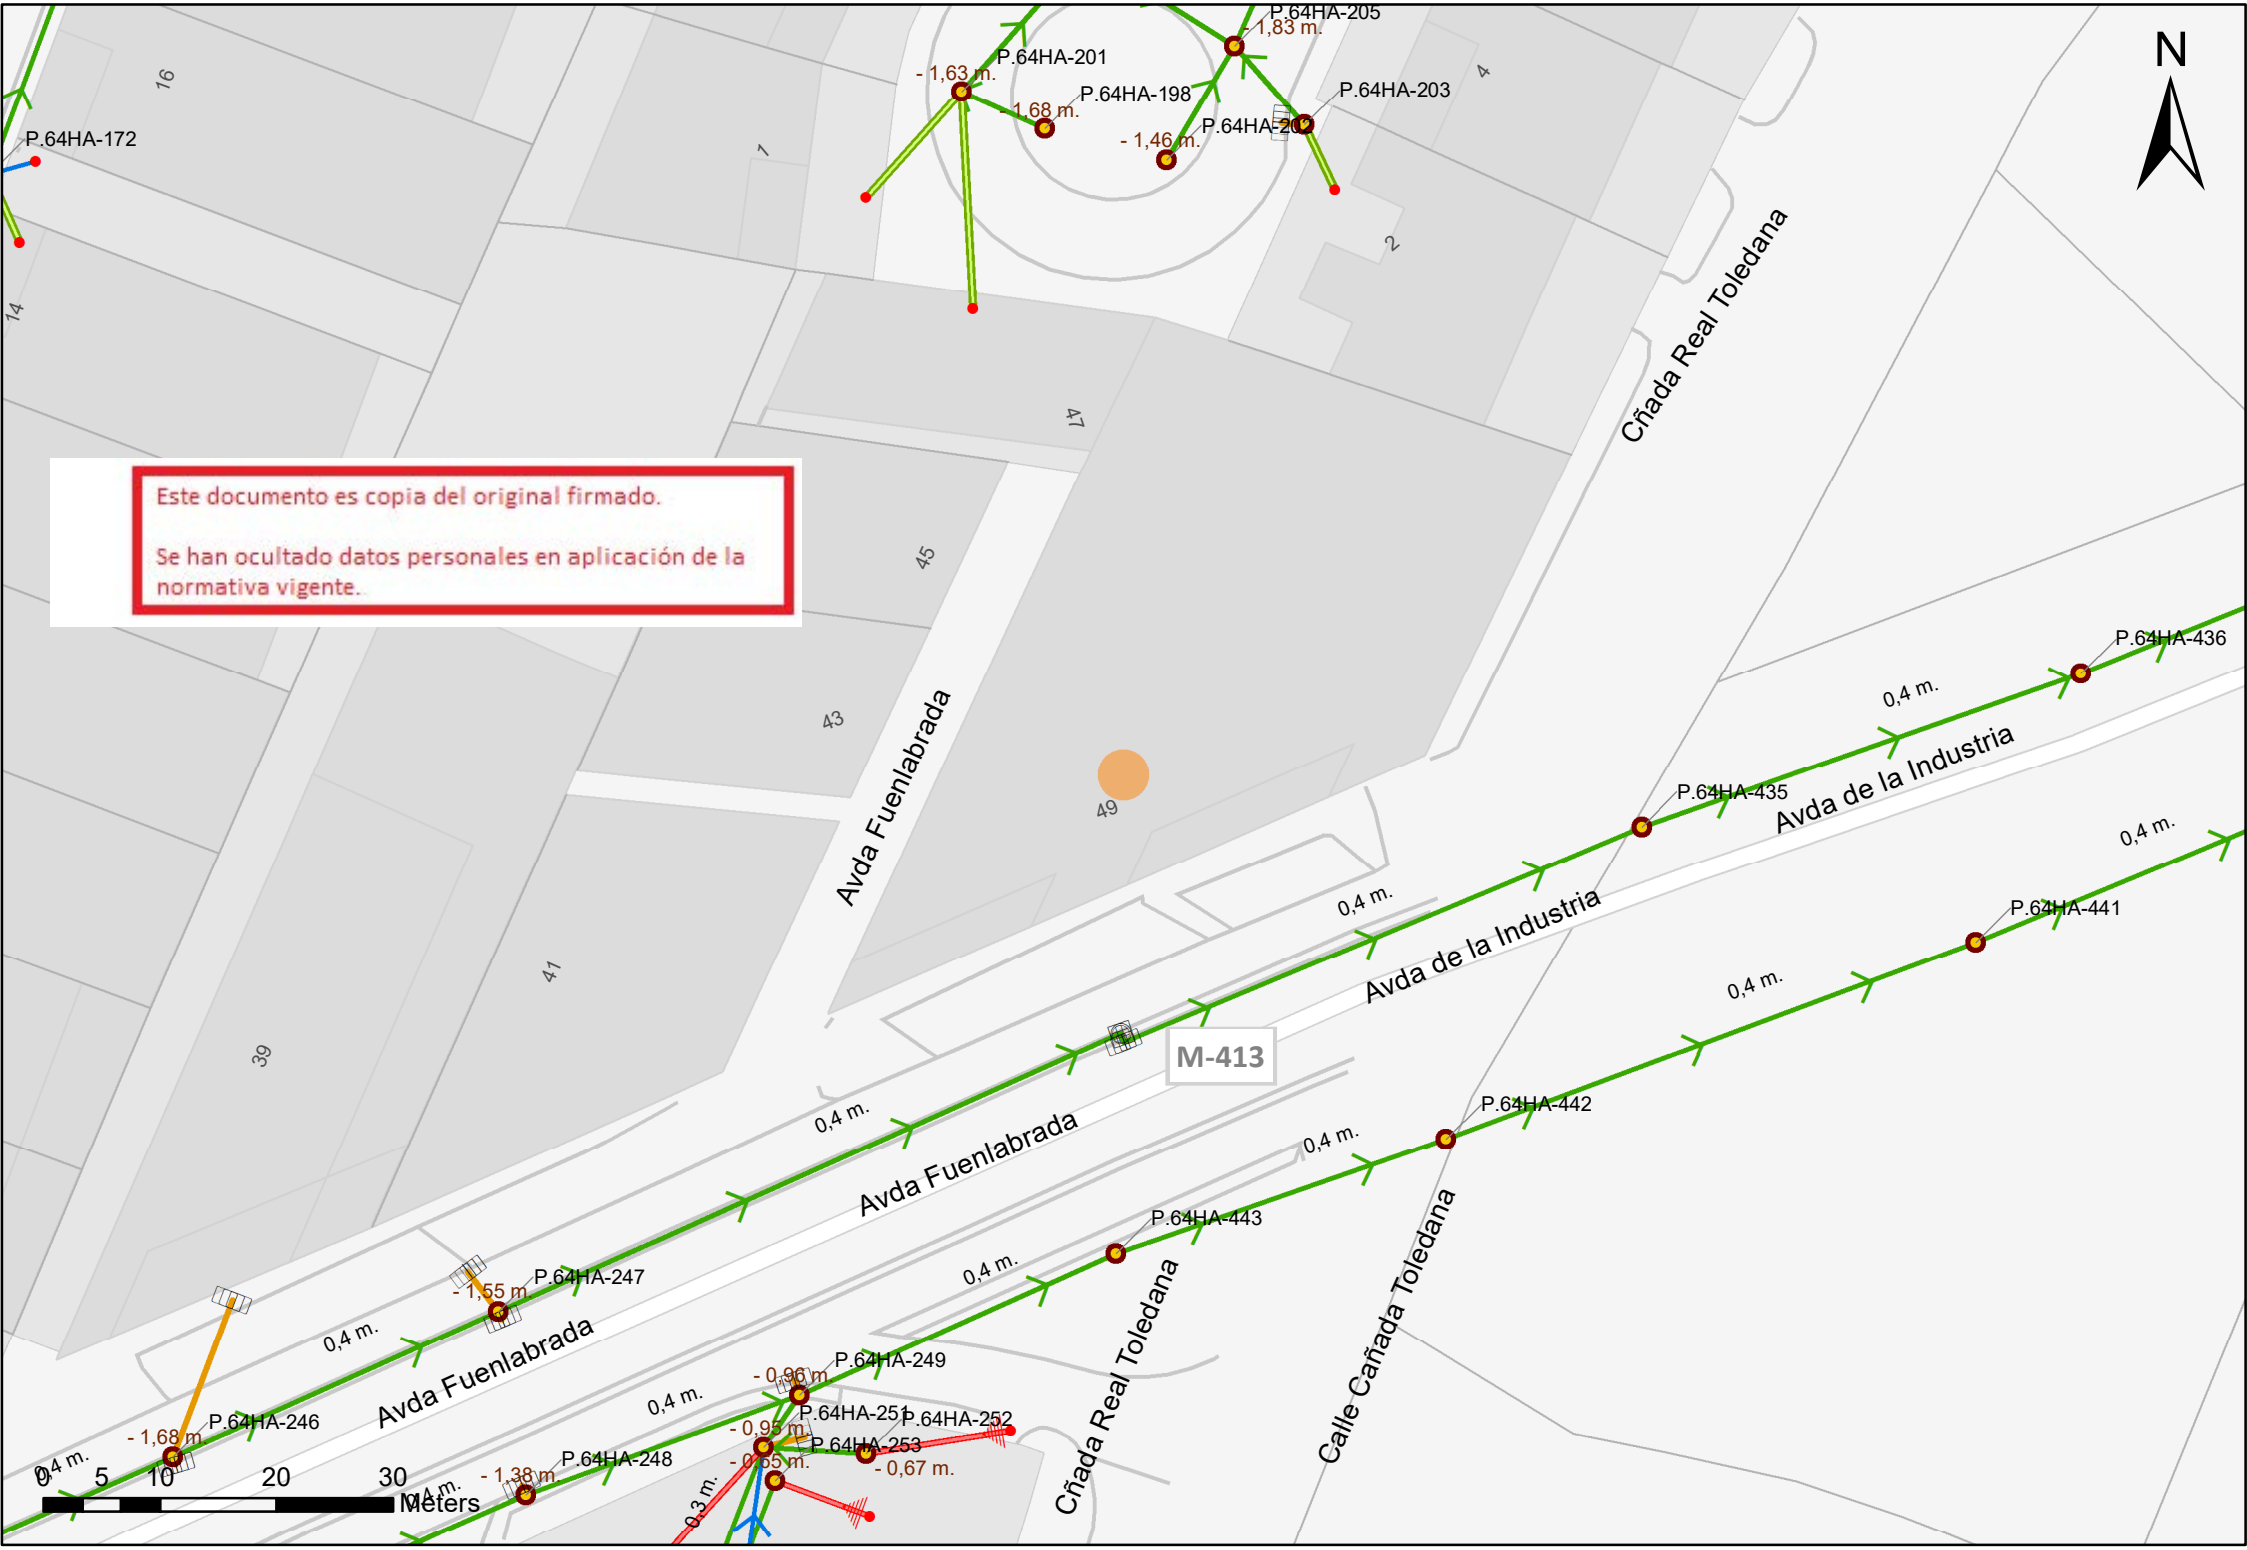 P.64HA-205
- 1,83 m.
N
P.64HA-201
- 1,63 m.
16
4
P.64HA-198
- 1,68 m.
P.64HA-203
P.64HA-202
- 1,46 m.
P.64HA-172
1
2
Cñada Real Toledana
14
47
Este documento es copia del original firmado.
Se han ocultado datos personales en aplicación de la
normativa vigente.
45
43
Avda Fuenlabrada
49
P.64HA-436
0,4 m.
Avda de la Industria
P.64HA-435
0,4 m.
0,4 m.
Avda de la Industria
P.64HA-441
0,4 m.
41
39
M-413
0,4 m.
Avda Fuenlabrada
P.64HA-442
0,4 m.
P.64HA-443
0,4 m.
Cñada Real Toledana
Calle Cañada Toledana
P.64HA-247
- 1,55 m.
0,4 m.
Avda Fuenlabrada
P.64HA-249
- 0,96 m.
0,4 m.
P.64HA-251
P.64HA-252
- 0,95 m.
P.64HA-253
- 0,67 m.
P.64HA-246
- 1,68 m.
P.64HA-248
- 1,38 m.
0,4 m.
0,4 m.
0,3 m.
0 5 10 20 30
Meters